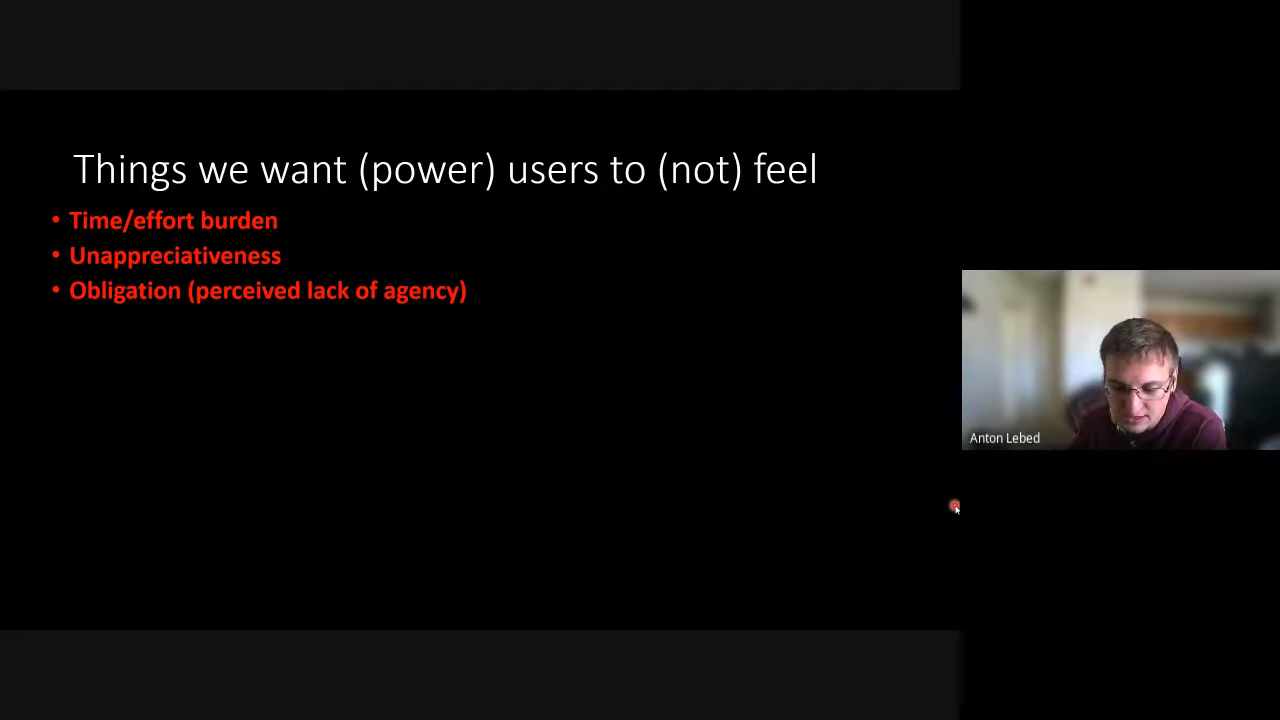 Things we want (power) users to (not) feel
• Time/effort burden
• Unappreciativeness
• Obligation (perceived lack of agency)
Anton Lebed